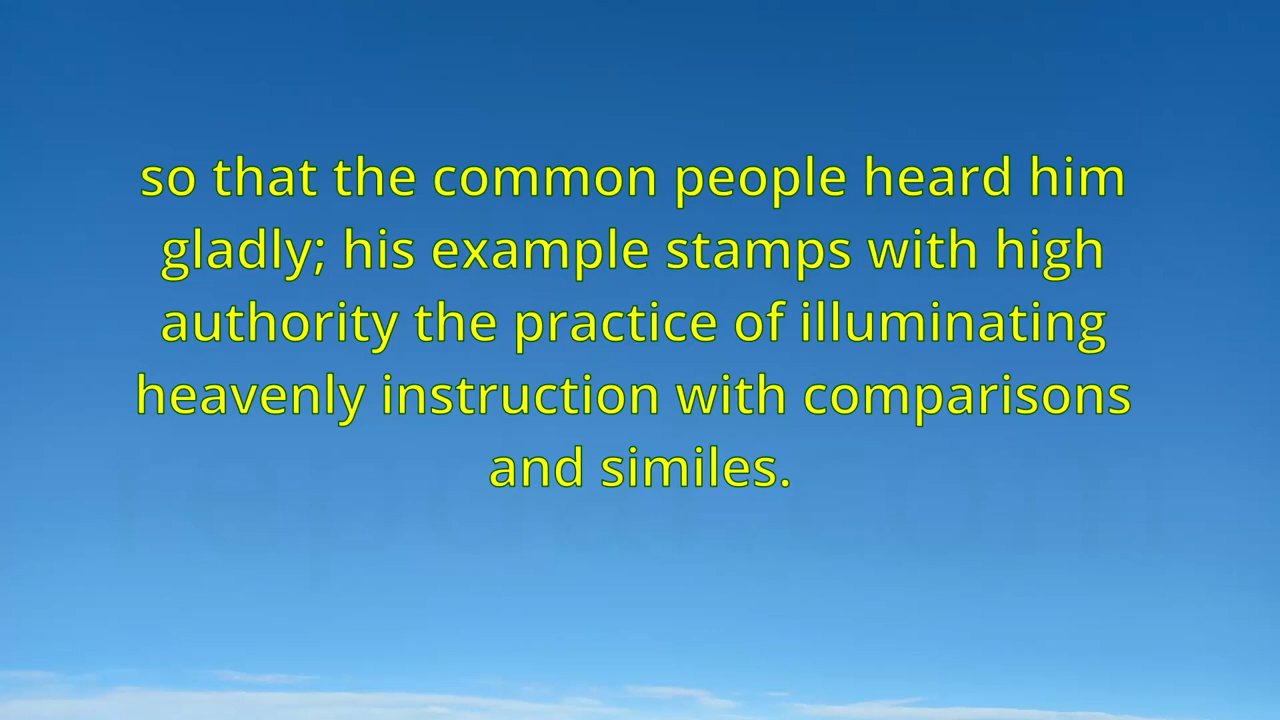 so that the common people heard him
gladly; his example stamps with high
authority the practice of illuminating
heavenly instruction with comparisons
and similes.